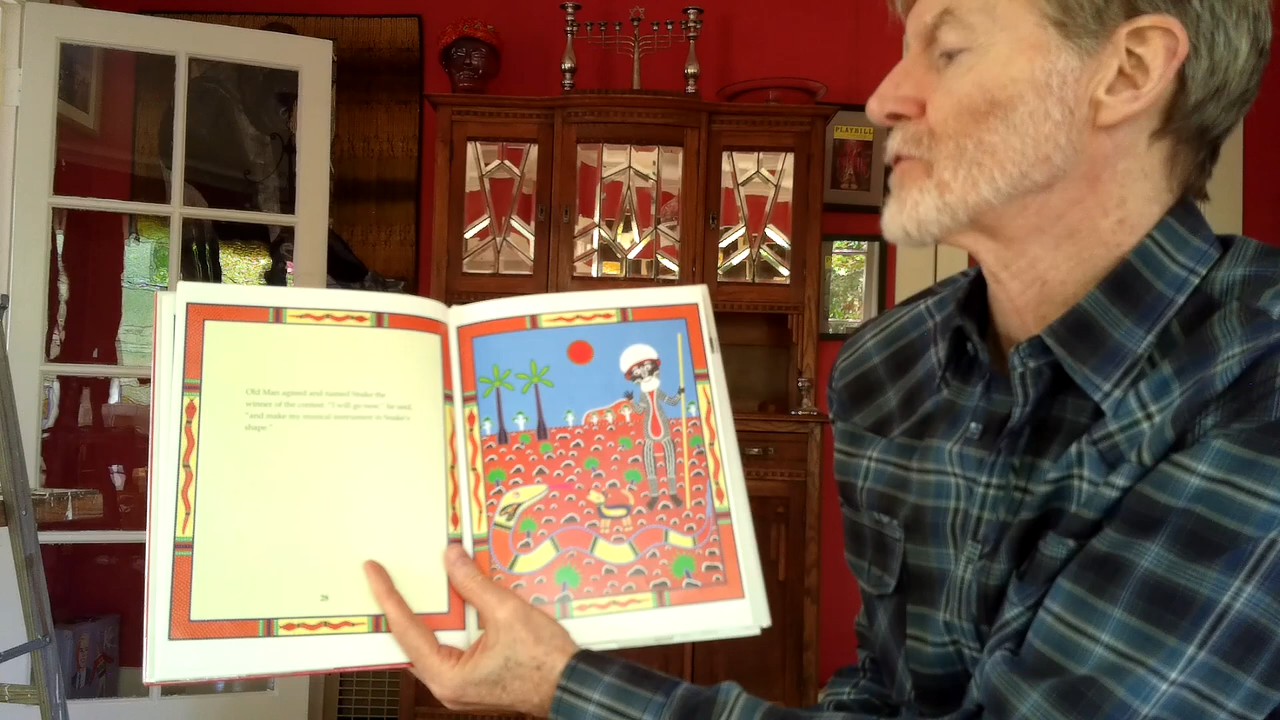 PLAYBILL
Old Man agreed and named Snake the
winner of the contest. "I will go now," he said,
"and make my musical instrument in Snake's
shape."
28